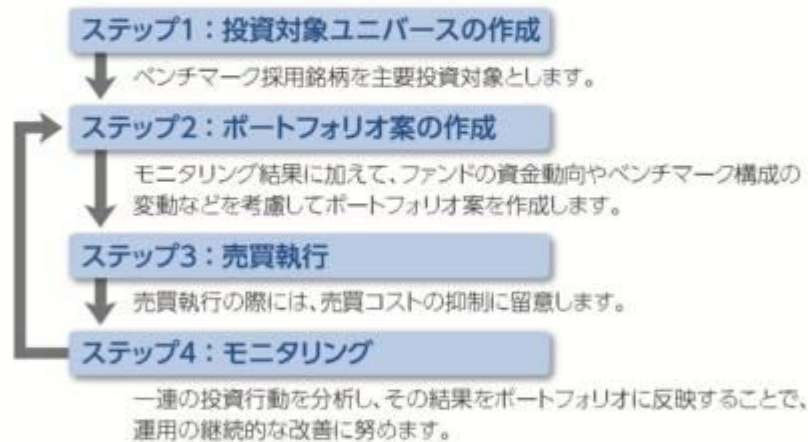 ステップ1：投資対象ユニバースの作成
ベンチマーク採用銘柄を主要投資対象とします。
ステップ2：ポートフォリオ案の作成
モニタリング結果に加えて、ファンドの資金動向やベンチマーク構成の
変動などを考慮してポートフォリオ案を作成します。
ステップ3：売買執行
売買執行の際には、売買コストの抑制に留意します。
ステップ4：モニタリング
一連の投資行動を分析し、その結果をポートフォリオに反映することで、
運用の継続的な改善に努めます。